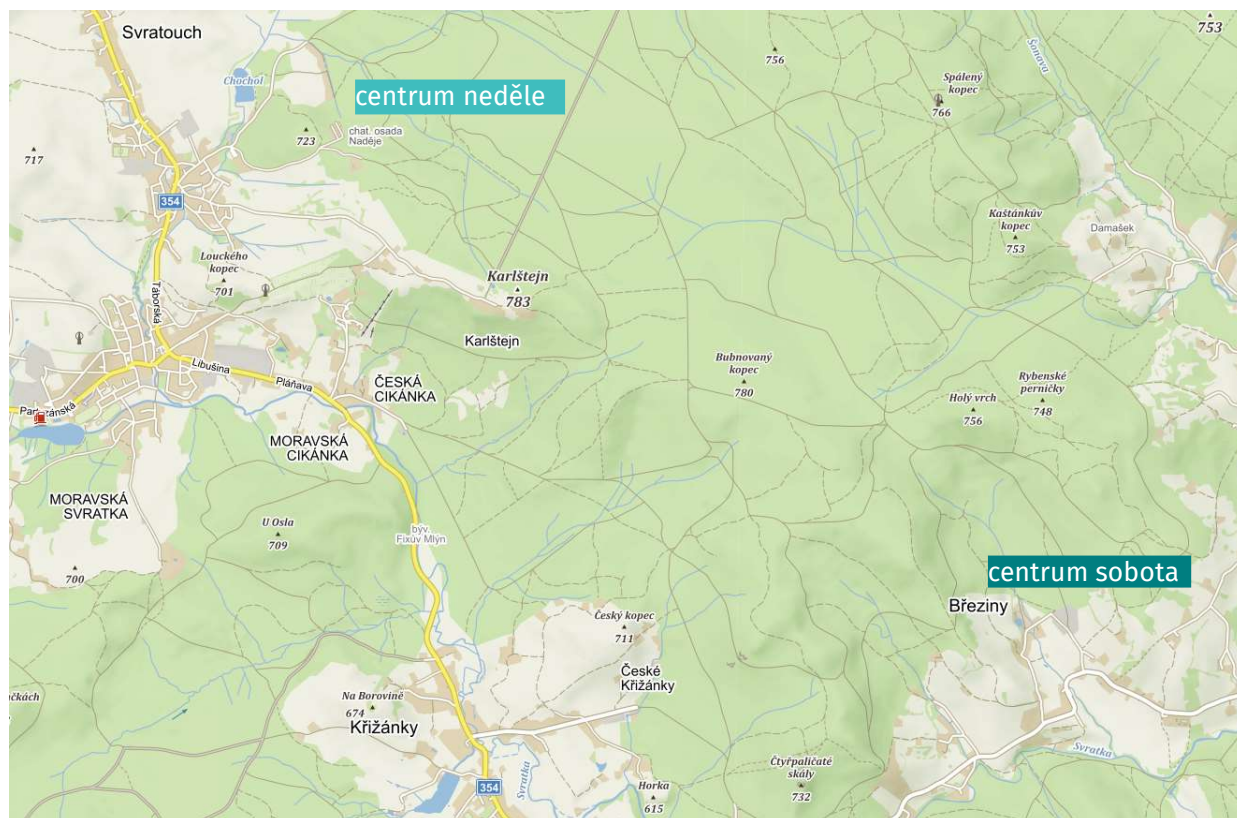 Svratouch
753
Chochol
centrum neděle
756
Šonava
Spálený
kopec
766
723
chat. osada
Naděje
717
354
Kaštánkův
kopec
753
Damašek
Louckého
kopec
701
Karlštejn
783
Táborská
Karlštejn
Libušina
Pláňava
ČESKÁ
CIKÁNKA
Bubnovaný
kopec
780
Holý vrch
756
Rybenské
perničky
748
MORAVSKÁ
CIKÁNKA
MORAVSKÁ
SVRATKA
U Osla
709
býv.
Fixův Mlýn
700
centrum sobota
Březiny
Český kopec
711
České
Křižánky
Na Borovině
674
Křižánky
čkách
Svratka
Svratka
354
Horka
615
Čtyřpaličaté
skály
732